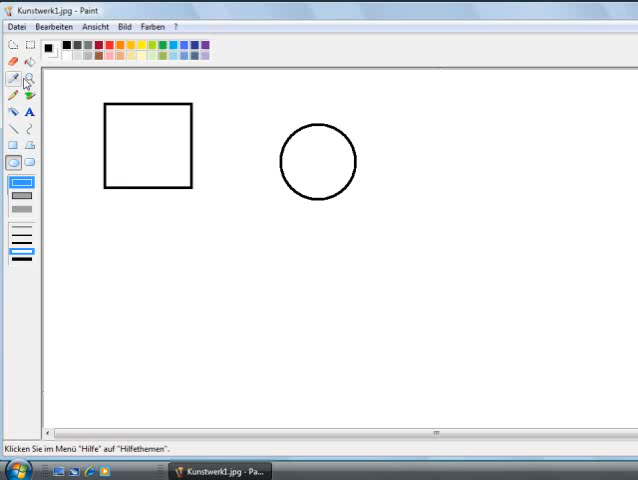 Kunstwerk1.jpg - Paint
Datei Bearbeiten Ansicht Bild Farben ?
A
Klicken Sie im Menü "Hilfe" auf "Hilfethemen".
Kunstwerk1.jpg - Pa...